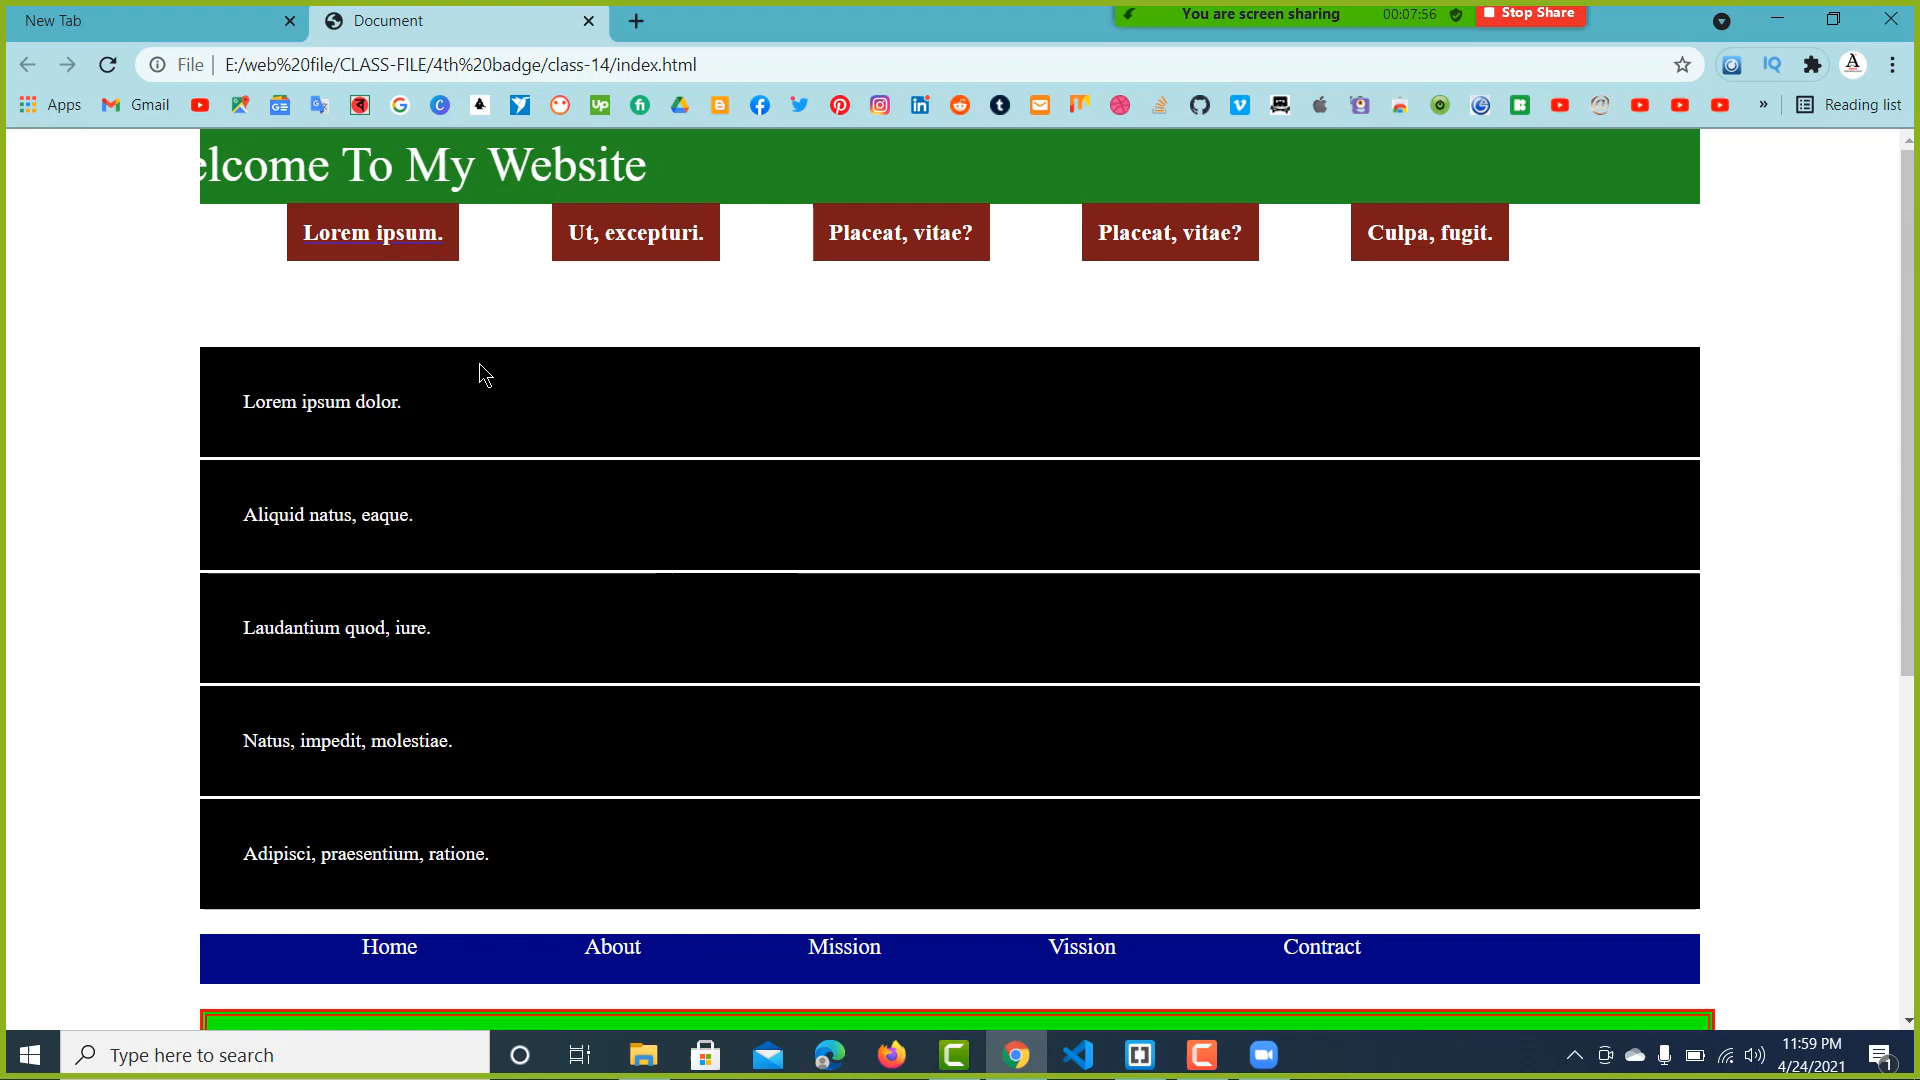 New Tab
Document
You are screen sharing
00:07:56
Stop Share
File
E:/web%20file/CLASS-FILE/4th%20badge/class-14/index.html
Apps
Gmail
Reading list
elcome To My Website
Lorem ipsum.
Ut, excepturi.
Placeat, vitae?
Placeat, vitae?
Culpa, fugit.
Lorem ipsum dolor.
Aliquid natus, eaque.
Laudantium quod, iure.
Natus, impedit, molestiae.
Adipisci, praesentium, ratione.
Home
About
Mission
Vission
Contract
Type here to search
11:59 PM
4/24/2021
1